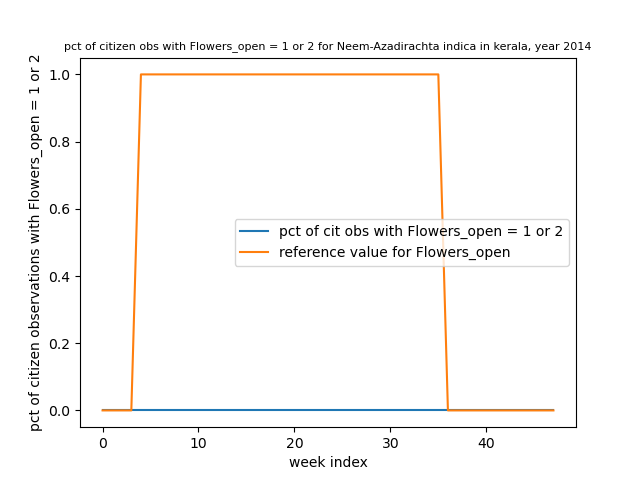 pct of citizen obs with Flowers_open = 1 or 2 for Neem-Azadirachta indica in kerala, year 2014
pct of citizen observations with Flowers_open = 1 or 2
1.0
0.8
0.6
0.4
0.2
0.0
pct of cit obs with Flowers_open = 1 or 2
reference value for Flowers_open
0 10 20 30 40
week index